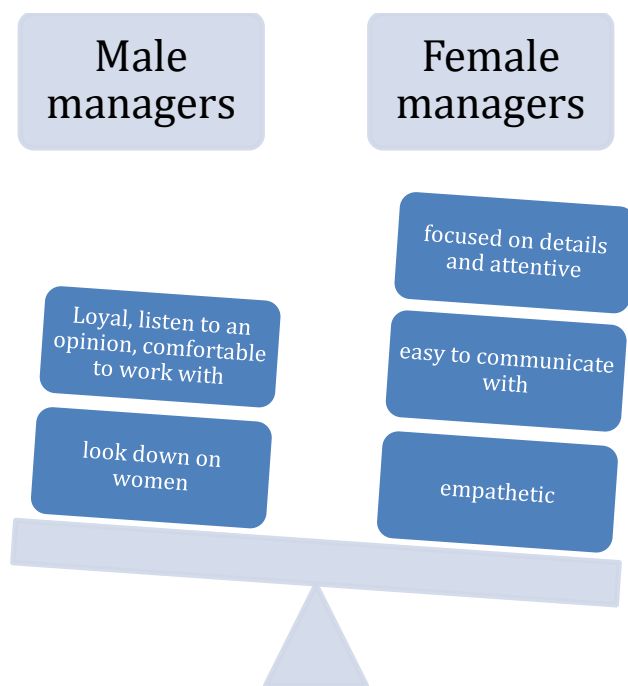 Male
managers
Female
managers
Loyal, listen to an
opinion, comfortable
to work with
look down on
women
focused on details
and attentive
easy to communicate
with
empathetic